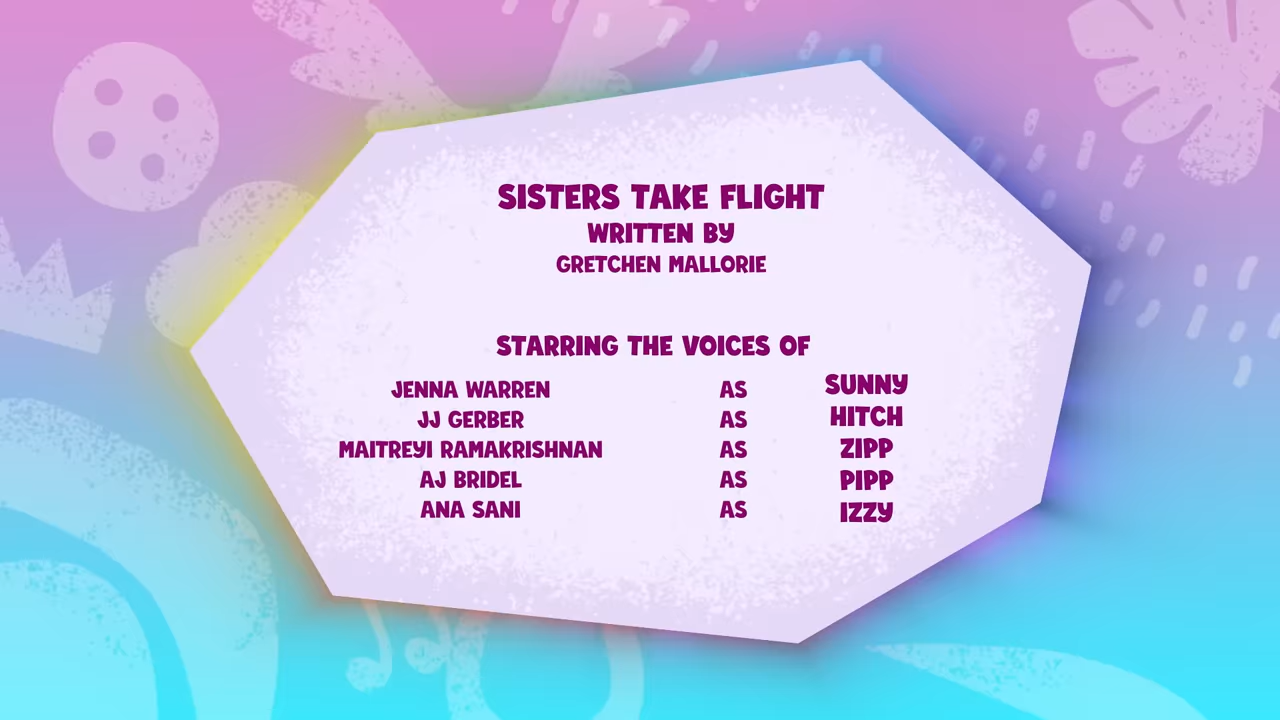 SISTERS TAKE FLIGHT
WRITTEN BY
GRETCHEN MALLORIE
STARRING THE VOICES OF
JENNA WARREN AS SUNNY
JJ GERBER AS HITCH
MAITREYI RAMAKRISHNAN AS ZIPP
AJ BRIDEL AS PIPP
ANA SANI AS IZZY